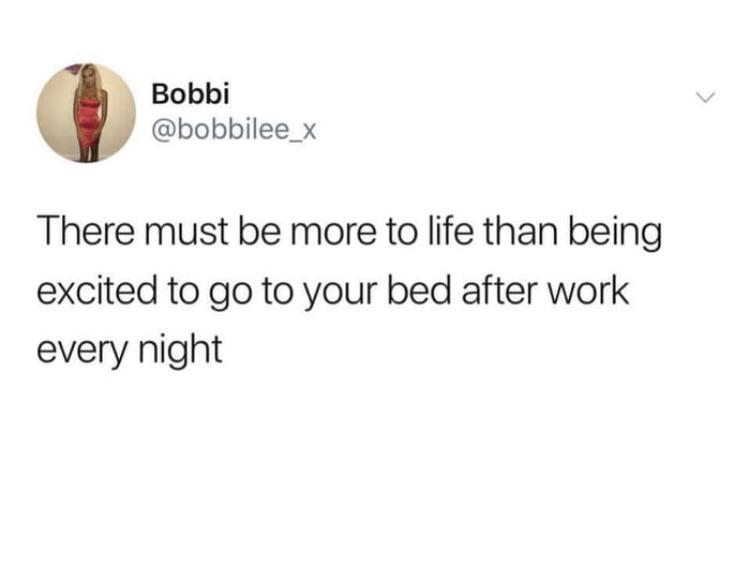 Bobbi
@bobbilee_x
There must be more to life than being
excited to go to your bed after work
every night